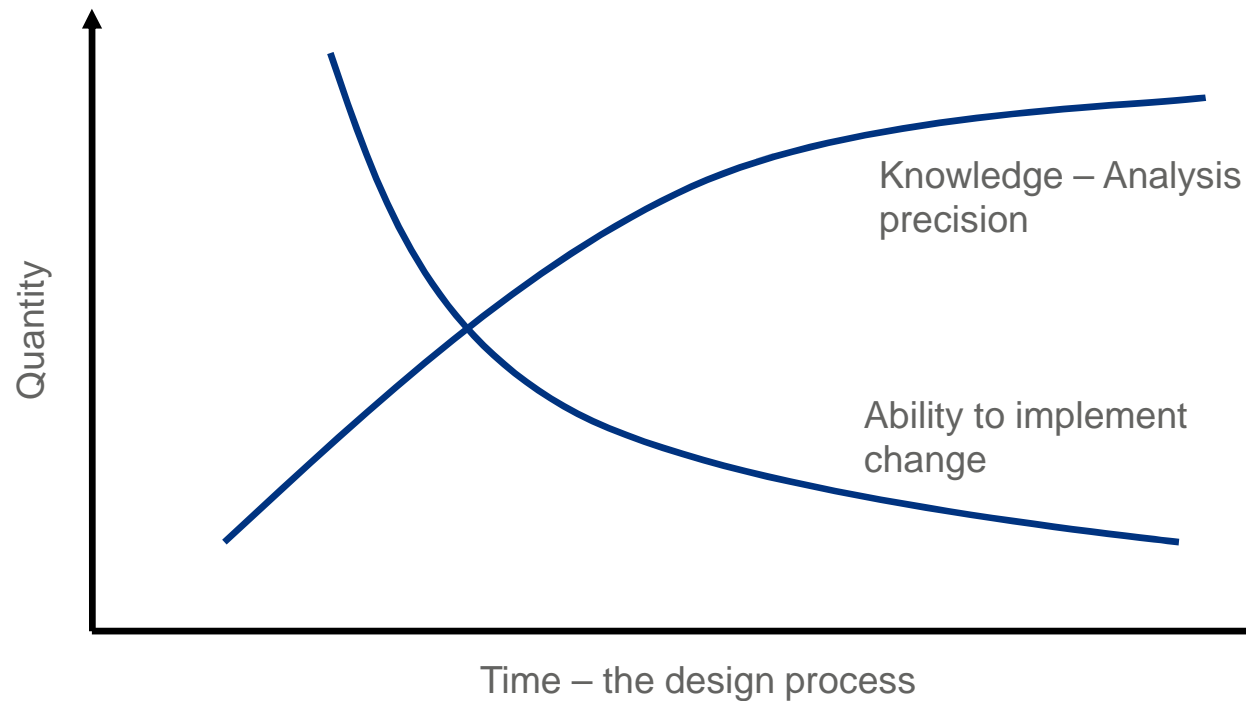 Knowledge – Analysis
precision
Quantity
Ability to implement
change
Time – the design process